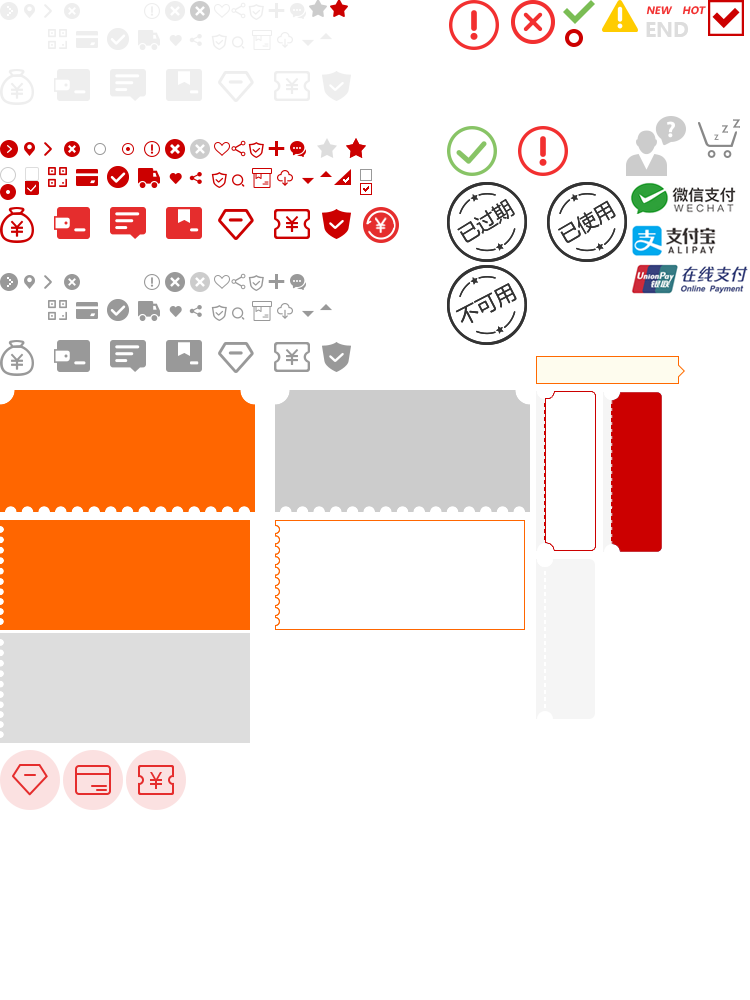 NEW HOT
END
z z Z
?
已过期
已使用
微信支付
WECHAT
支付宝
ALIPAY
支
UnionPay
银联
在线支付
Online Payment
不可用